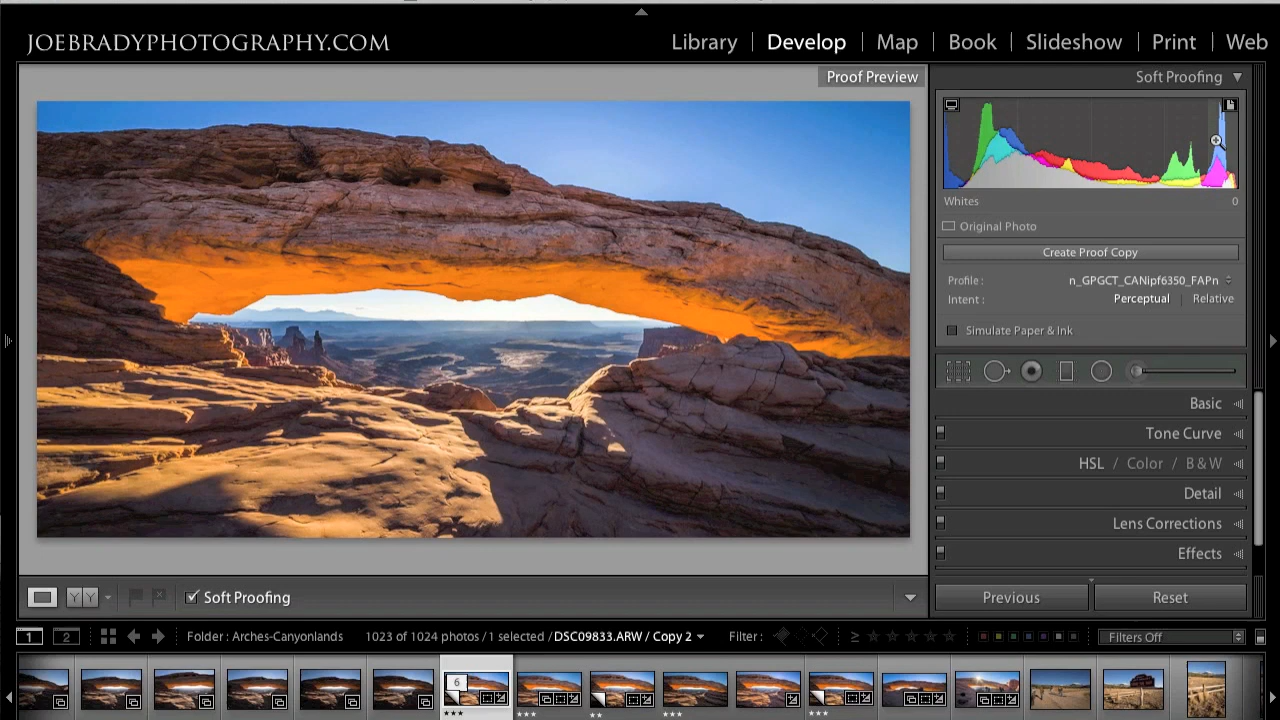 JOEBRADYPHOTOGRAPHY.COM
Library | Develop | Map | Book | Slideshow | Print | Web
Proof Preview
Soft Proofing
Whites 0
Original Photo
Create Proof Copy
Profile : n_GPGCT_CANipf6350_FAPn
Intent : Perceptual | Relative
Simulate Paper & Ink
Basic
Tone Curve
HSL / Color / B & W
Detail
Lens Corrections
Effects
Previous Reset
Y Y Soft Proofing
1 2 Folder : Arches-Canyonlands 1023 of 1024 photos / 1 selected / DSC09833.ARW / Copy 2 Filter : ≥ Filters Off
6